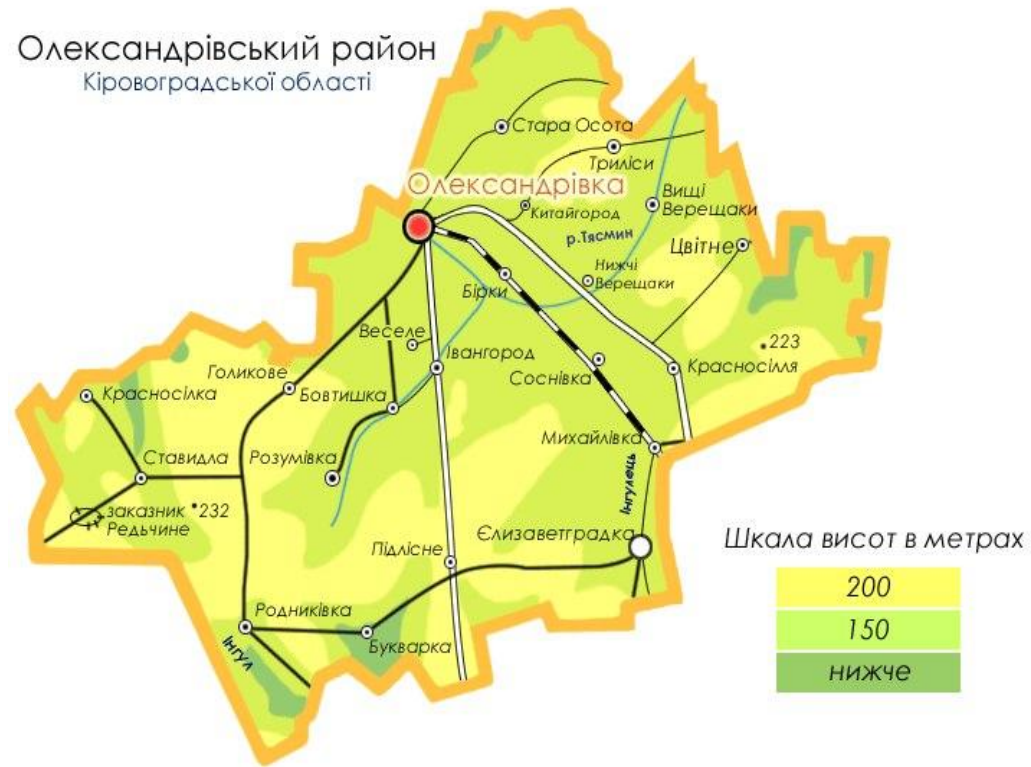 Олександрівський район
Кіровоградської області
Стара Осота
Триліси
Олександрівка
Китайгород
Вищі
Верещаки
р.Тясмин
Цвітне
Нижчі
Верещаки
Бірки
Веселе
Івангород
•223
Красносілля
Соснівка
Голикове
Бовтишка
Красносілка
Михайлівка
Ставидла
Розумівка
Інгулець
заказник
Редьчине
•232
Підлісне
Єлизаветградка
Шкала висот в метрах
200
150
нижче
Родниківка
Букварка
Інгул